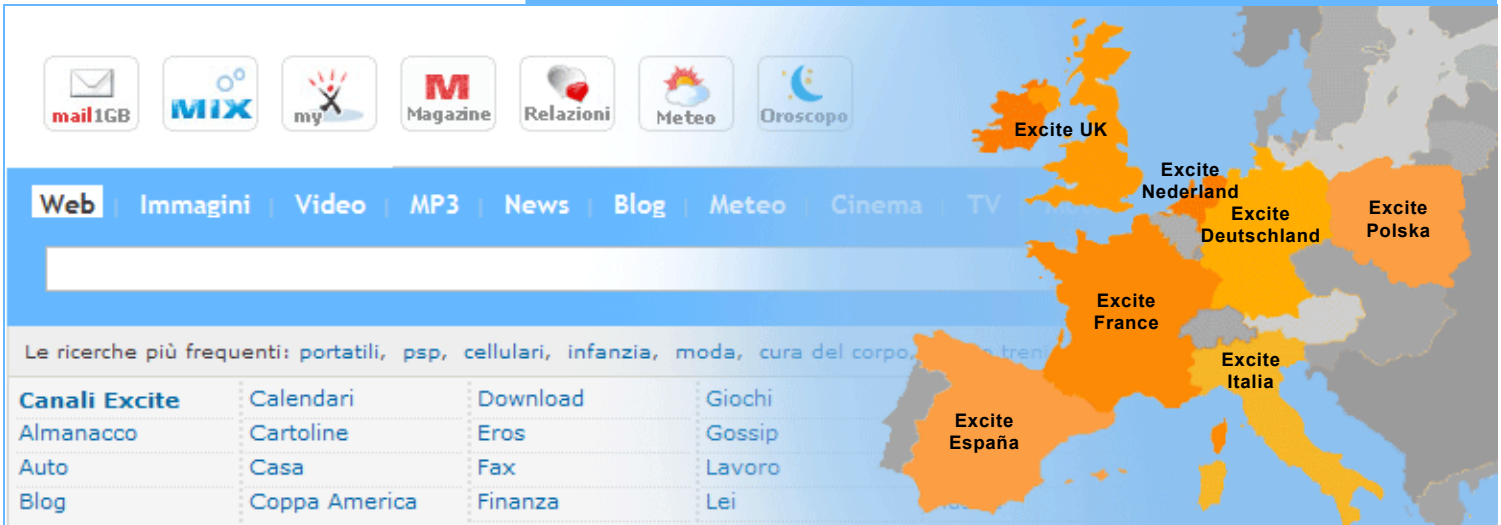 mail1GB MIX my Magazine Relazioni Meteo Oroscopo
Web Immagini Video MP3 News Blog Meteo Cinema TV
Le ricerche più frequenti: portatili, psp, cellulari, infanzia, moda, cura del corpo, treni
Canali Excite Calendari Download Giochi
Almanacco Cartoline Eros Gossip
Auto Casa Fax Lavoro
Blog Coppa America Finanza Lei
Excite UK
Excite
Nederland
Excite
Deutschland
Excite
Polska
Excite
France
Excite
Italia
Excite
España